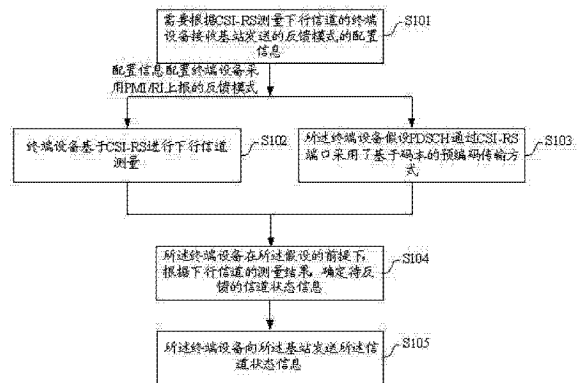 需要根据CSI-RS测量下行信道的终端
设备接收基站发送的反馈模式的配置
信息
S101
配置信息配置终端设备采
用PMI/RI上报的反馈模式
终端设备基于CSI-RS进行下行信道
测量
S102
所述终端设备假设PDSCH通过CSI-RS
端口采用了基于码本的预编码传输方
式
S103
所述终端设备在所述假设的前提下,
根据下行信道的测量结果, 确定待反
馈的信道状态信息
S104
所述终端设备向所述基站发送所述信
道状态信息
S105